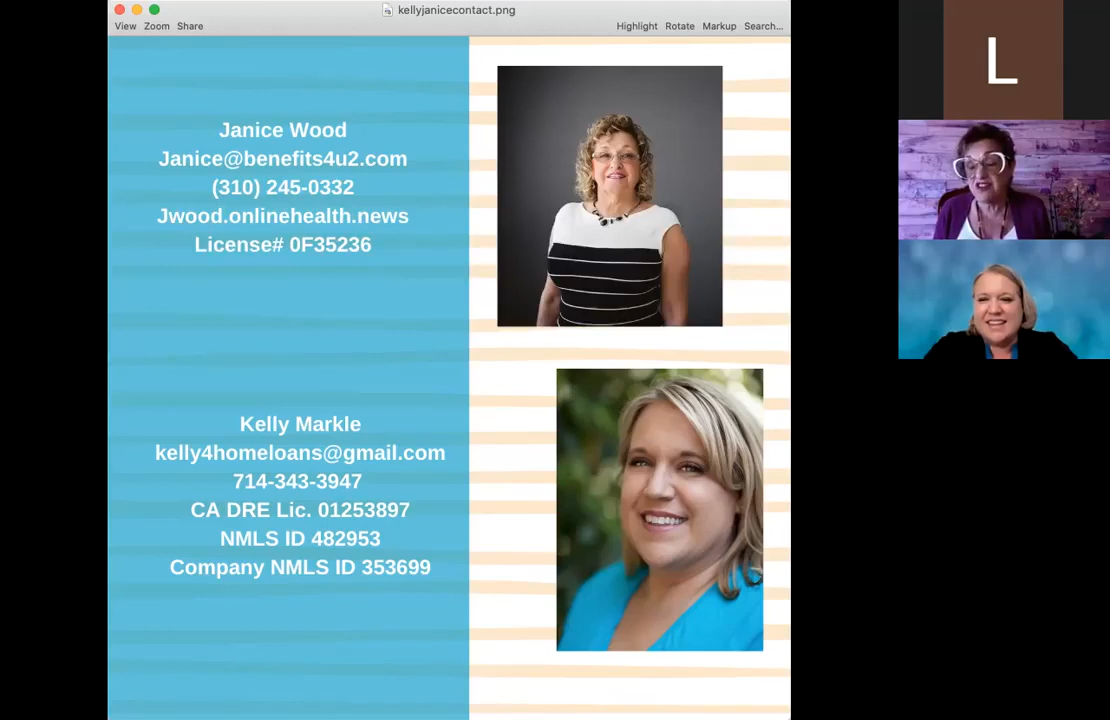 kellyjanicecontact.png
View Zoom Share Highlight Rotate Markup Search...
Janice Wood
Janice@benefits4u2.com
(310) 245-0332
Jwood.onlinehealth.news
License# 0F35236
Kelly Markle
kelly4homeloans@gmail.com
714-343-3947
CA DRE Lic. 01253897
NMLS ID 482953
Company NMLS ID 353699
L